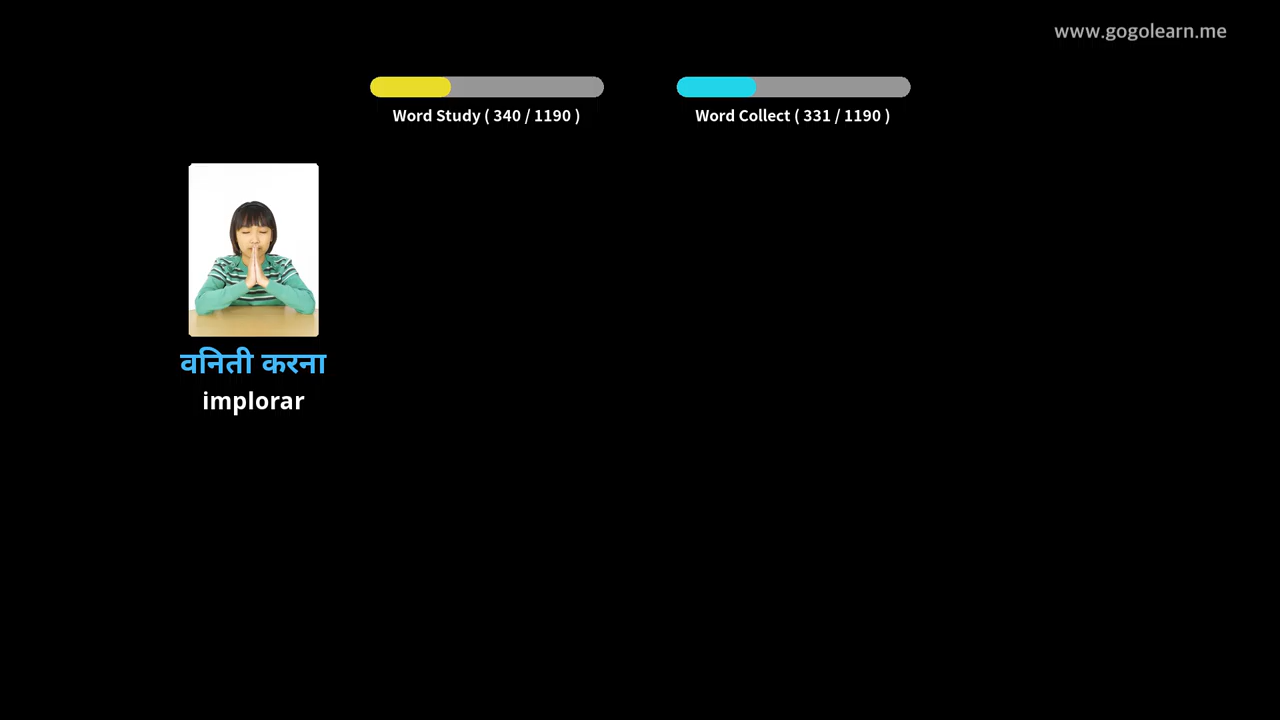 www.gogolearn.me
Word Study ( 340 / 1190 )
Word Collect ( 331 / 1190 )
वनिती करना
implorar